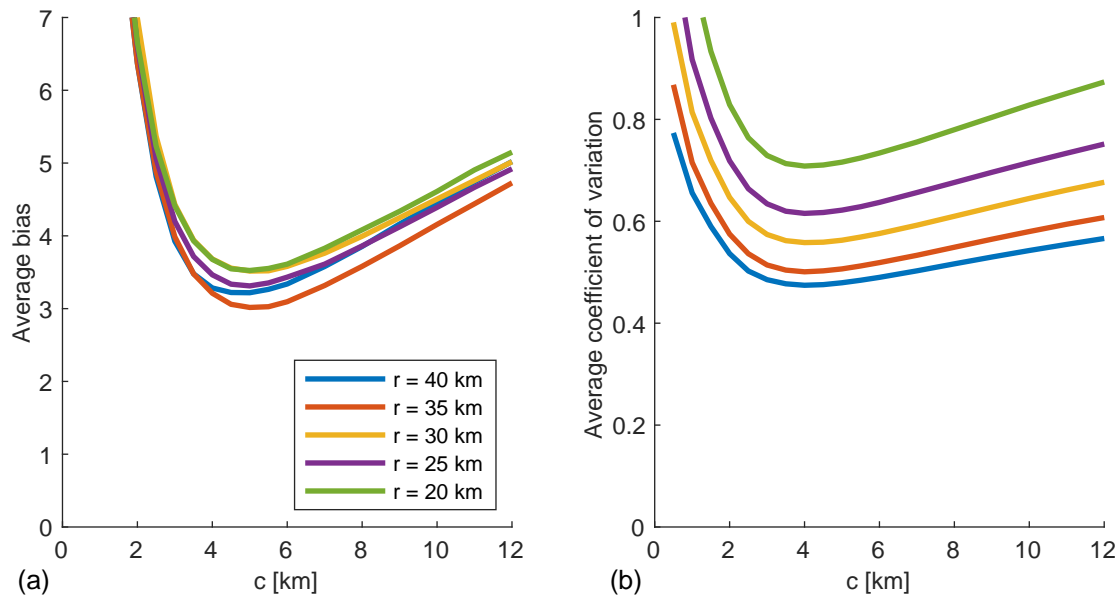 7
6
5
4
3
2
1
0
Average bias
0
2
4
6
8
10
12
c [km]
(a)
r = 40 km
r = 35 km
r = 30 km
r = 25 km
r = 20 km
1
0.8
0.6
0.4
0.2
0
Average coefficient of variation
0
2
4
6
8
10
12
c [km]
(b)